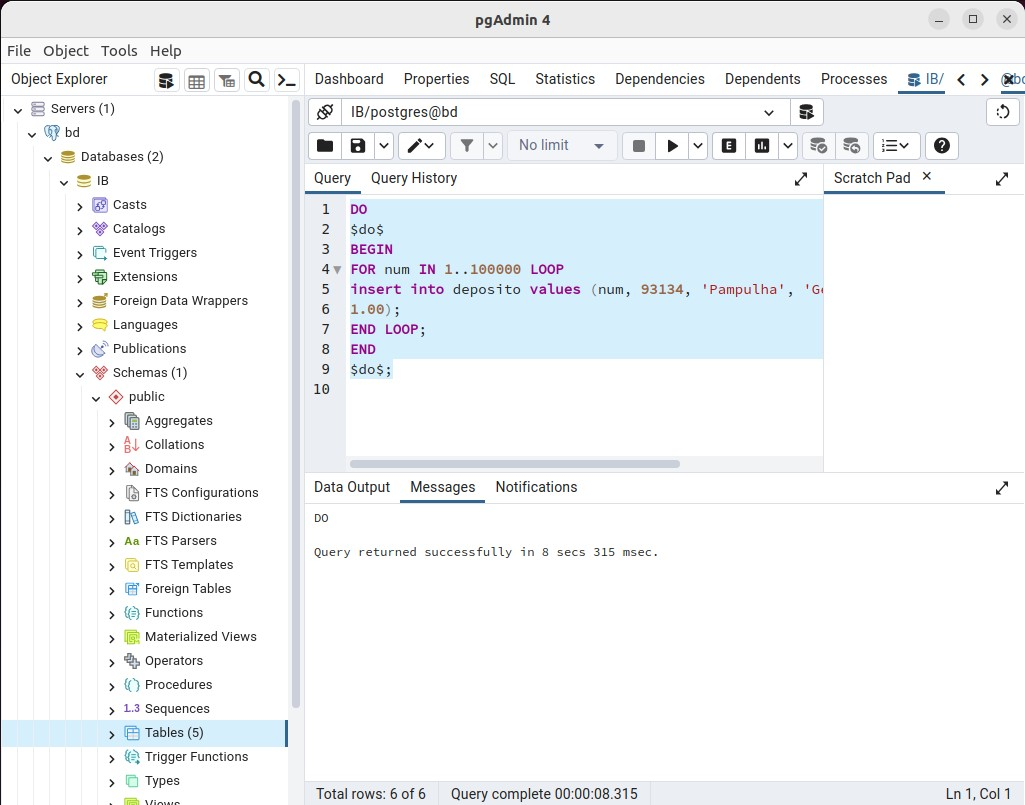 pgAdmin 4
File Object Tools Help
Object Explorer
Dashboard Properties SQL Statistics Dependencies Dependents Processes IB/
Servers (1)
bd
Databases (2)
IB
Casts
Catalogs
Event Triggers
Extensions
Foreign Data Wrappers
Languages
Publications
Schemas (1)
public
Aggregates
Collations
Domains
FTS Configurations
FTS Dictionaries
FTS Parsers
FTS Templates
Foreign Tables
Functions
Materialized Views
Operators
Procedures
1..3 Sequences
Tables (5)
Trigger Functions
Types
Views
IB/postgres@bd
No limit
E
Query Query History
Scratch Pad
1 DO
2 $do$
3 BEGIN
4 FOR num IN 1..100000 LOOP
5 insert into deposito values (num, 93134, 'Pampulha', 'Ge
6 1.00);
7 END LOOP;
8 END
9 $do$;
10
Data Output Messages Notifications
DO
Query returned successfully in 8 secs 315 msec.
Total rows: 6 of 6 Query complete 00:00:08.315 Ln 1, Col 1